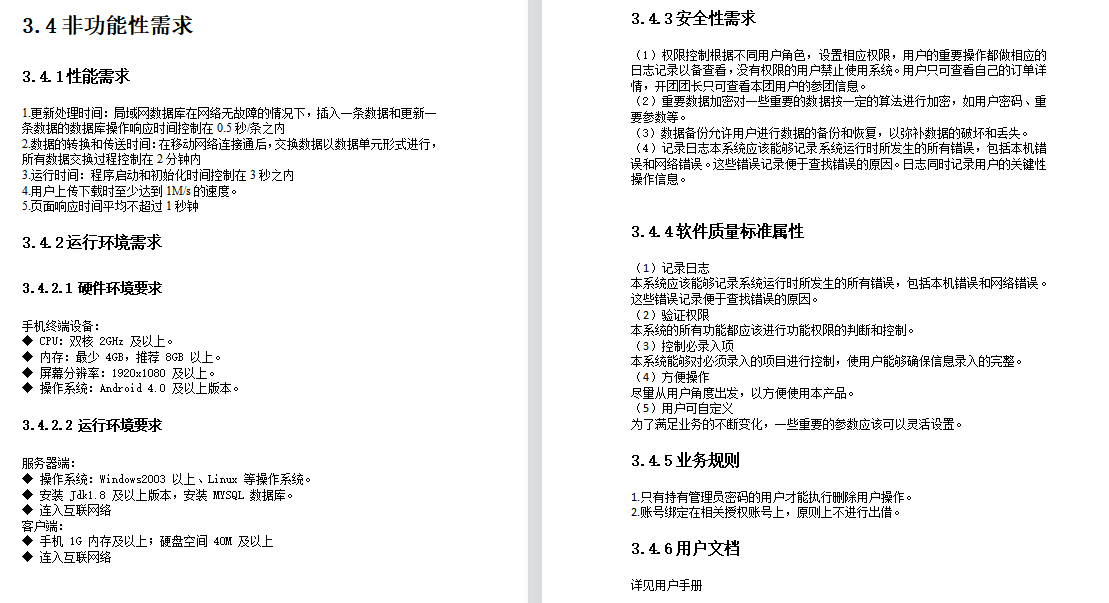 3.4 非功能性需求
3.4.1 性能需求
1.更新处理时间：局域网数据库在网络无故障的情况下，插入一条数据和更新一
条数据的数据库操作响应时间控制在 0.5 秒/条之内
2.数据的转换和传送时间：在移动网络连接通后，交换数据以数据单元形式进行，
所有数据交换过程控制在 2 分钟内
3.运行时间：程序启动和初始化时间控制在 3 秒之内
4.用户上传下载时至少达到 1M/s 的速度。
5.页面响应时间平均不超过 1 秒钟
3.4.2 运行环境需求
3.4.2.1 硬件环境要求
手机终端设备：
◆ CPU：双核 2GHz 及以上。
◆ 内存：最少 4GB，推荐 8GB 以上。
◆ 屏幕分辨率：1920x1080 及以上。
◆ 操作系统：Android 4.0 及以上版本。
3.4.2.2 运行环境要求
服务器端：
◆ 操作系统：Windows2003 以上、Linux 等操作系统。
◆ 安装 Jdk1.8 及以上版本，安装 MYSQL 数据库。
◆ 连入互联网络
客户端：
◆ 手机 1G 内存及以上；硬盘空间 40M 及以上
◆ 连入互联网络
3.4.3 安全性需求
（1）权限控制根据不同用户角色，设置相应权限，用户的重要操作都做相应的
日志记录以备查看，没有权限的用户禁止使用系统。用户只可查看自己的订单详
情，开团团长只可查看本团用户的参团信息。
（2）重要数据加密对一些重要的数据按一定的算法进行加密，如用户密码、重
要参数等。
（3）数据备份允许用户进行数据的备份和恢复，以弥补数据的破坏和丢失。
（4）记录日志本系统应该能够记录系统运行时所发生的所有错误，包括本机错
误和网络错误。这些错误记录便于查找错误的原因。日志同时记录用户的关键性
操作信息。
3.4.4 软件质量标准属性
（1）记录日志
本系统应该能够记录系统运行时所发生的所有错误，包括本机错误和网络错误。
这些错误记录便于查找错误的原因。
（2）验证权限
本系统的所有功能都应该进行功能权限的判断和控制。
（3）控制必录入项
本系统能够对必须录入的项目进行控制，使用户能够确保信息录入的完整。
（4）方便操作
尽量从用户角度出发，以方便使用本产品。
（5）用户可自定义
为了满足业务的不断变化，一些重要的参数应该可以灵活设置。
3.4.5 业务规则
1.只有持有管理员密码的用户才能执行删除用户操作。
2.账号绑定在相关授权账号上，原则上不进行出借。
3.4.6 用户文档
详见用户手册